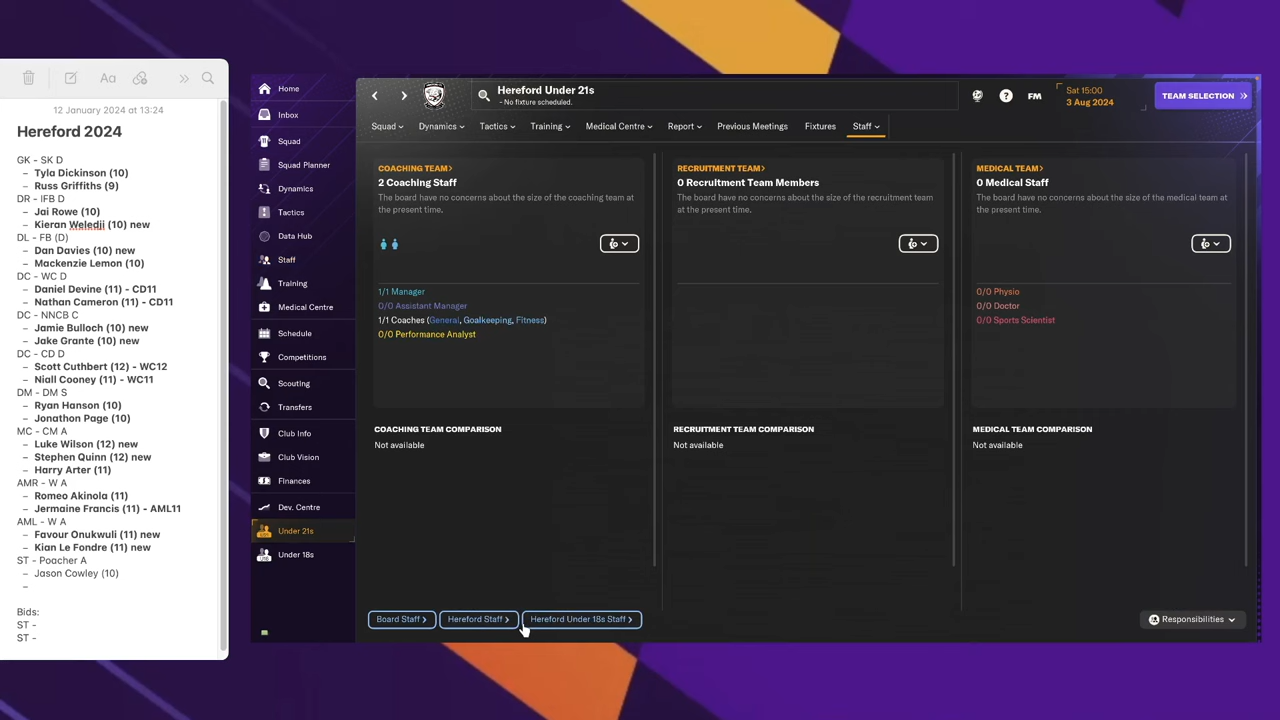 12 January 2024 at 13:24
Hereford 2024
GK - SK D
– Tyla Dickinson (10)
– Russ Griffiths (9)
DR - IFB D
– Jai Rowe (10)
– Kieran Weledji (10) new
DL - FB (D)
– Dan Davies (10) new
– Mackenzie Lemon (10)
DC - WC D
– Daniel Devine (11) - CD11
– Nathan Cameron (11) - CD11
DC - NNCB C
– Jamie Bulloch (10) new
– Jake Grante (10) new
DC - CD D
– Scott Cuthbert (12) - WC12
– Niall Cooney (11) - WC11
DM - DM S
– Ryan Hanson (10)
– Jonathon Page (10)
MC - CM A
– Luke Wilson (12) new
– Stephen Quinn (12) new
– Harry Arter (11)
AMR - W A
– Romeo Akinola (11)
– Jermaine Francis (11) - AML11
AML - W A
– Favour Onukwuli (11) new
– Kian Le Fondre (11) new
ST - Poacher A
– Jason Cowley (10)
–
Bids:
ST -
ST -
Home
Inbox
Squad
Squad Planner
Dynamics
Tactics
Data Hub
Staff
Training
Medical Centre
Schedule
Competitions
Scouting
Transfers
Club Info
Club Vision
Finances
Dev. Centre
Under 21s
Under 18s
Hereford Under 21s
- No fixture scheduled.
FM
Sat 15:00
3 Aug 2024
TEAM SELECTION
Squad Dynamics Tactics Training Medical Centre Report Previous Meetings Fixtures Staff
COACHING TEAM
2 Coaching Staff
The board have no concerns about the size of the coaching team at
the present time.
1/1 Manager
0/0 Assistant Manager
1/1 Coaches (General, Goalkeeping, Fitness)
0/0 Performance Analyst
COACHING TEAM COMPARISON
Not available
RECRUITMENT TEAM
0 Recruitment Team Members
The board have no concerns about the size of the recruitment team
at the present time.
RECRUITMENT TEAM COMPARISON
Not available
MEDICAL TEAM
0 Medical Staff
The board have no concerns about the size of the medical team at
the present time.
0/0 Physio
0/0 Doctor
0/0 Sports Scientist
MEDICAL TEAM COMPARISON
Not available
Board Staff
Hereford Staff
Hereford Under 18s Staff
Responsibilities